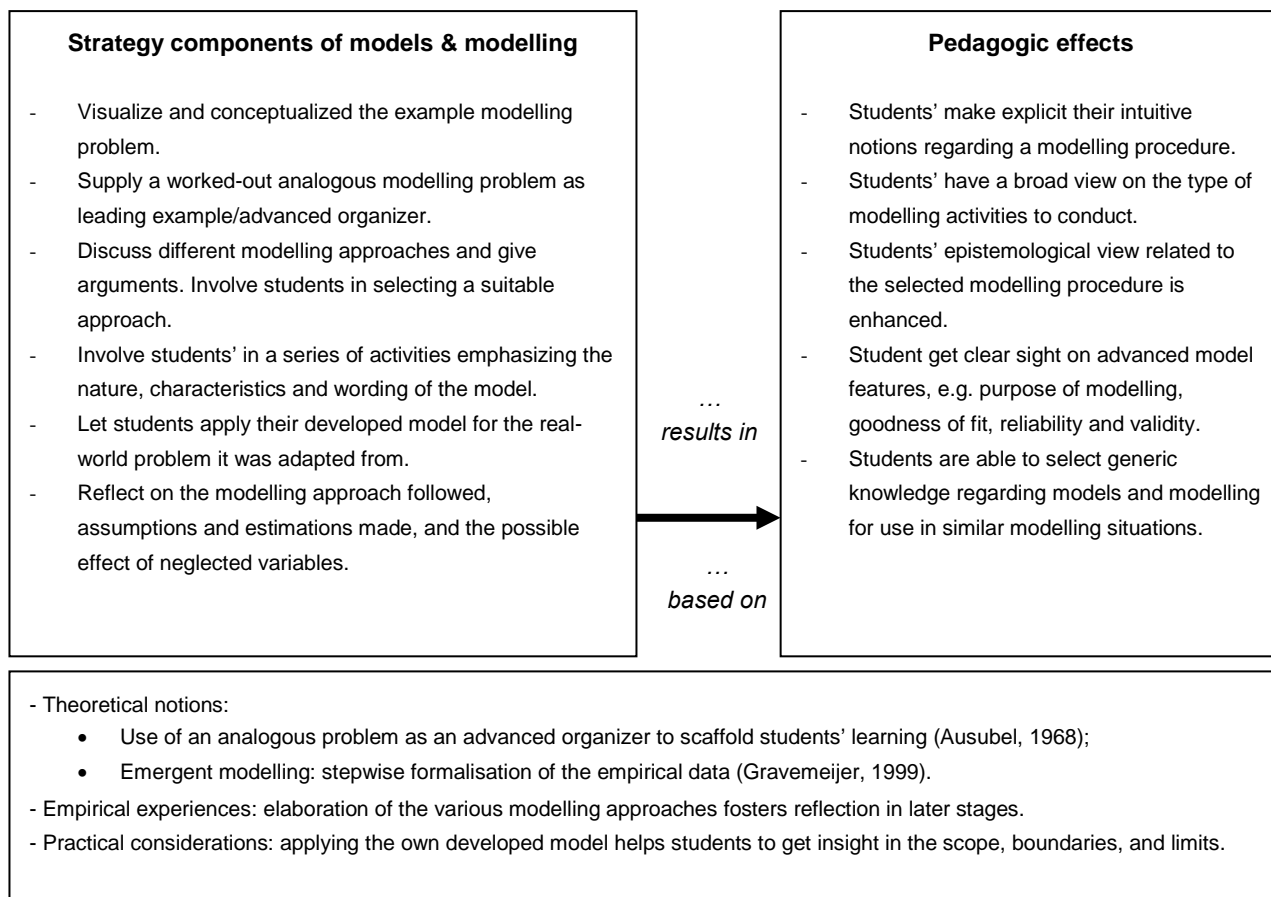 Strategy components of models & modelling
- Visualize and conceptualized the example modelling
problem.
- Supply a worked-out analogous modelling problem as
leading example/advanced organizer.
- Discuss different modelling approaches and give
arguments. Involve students in selecting a suitable
approach.
- Involve students’ in a series of activities emphasizing the
nature, characteristics and wording of the model.
- Let students apply their developed model for the real-
world problem it was adapted from.
- Reflect on the modelling approach followed,
assumptions and estimations made, and the possible
effect of neglected variables.
...
results in
...
based on
Pedagogic effects
- Students’ make explicit their intuitive
notions regarding a modelling procedure.
- Students’ have a broad view on the type of
modelling activities to conduct.
- Students’ epistemological view related to
the selected modelling procedure is
enhanced.
- Student get clear sight on advanced model
features, e.g. purpose of modelling,
goodness of fit, reliability and validity.
- Students are able to select generic
knowledge regarding models and modelling
for use in similar modelling situations.
- Theoretical notions:
• Use of an analogous problem as an advanced organizer to scaffold students’ learning (Ausubel, 1968);
• Emergent modelling: stepwise formalisation of the empirical data (Gravemeijer, 1999).
- Empirical experiences: elaboration of the various modelling approaches fosters reflection in later stages.
- Practical considerations: applying the own developed model helps students to get insight in the scope, boundaries, and limits.